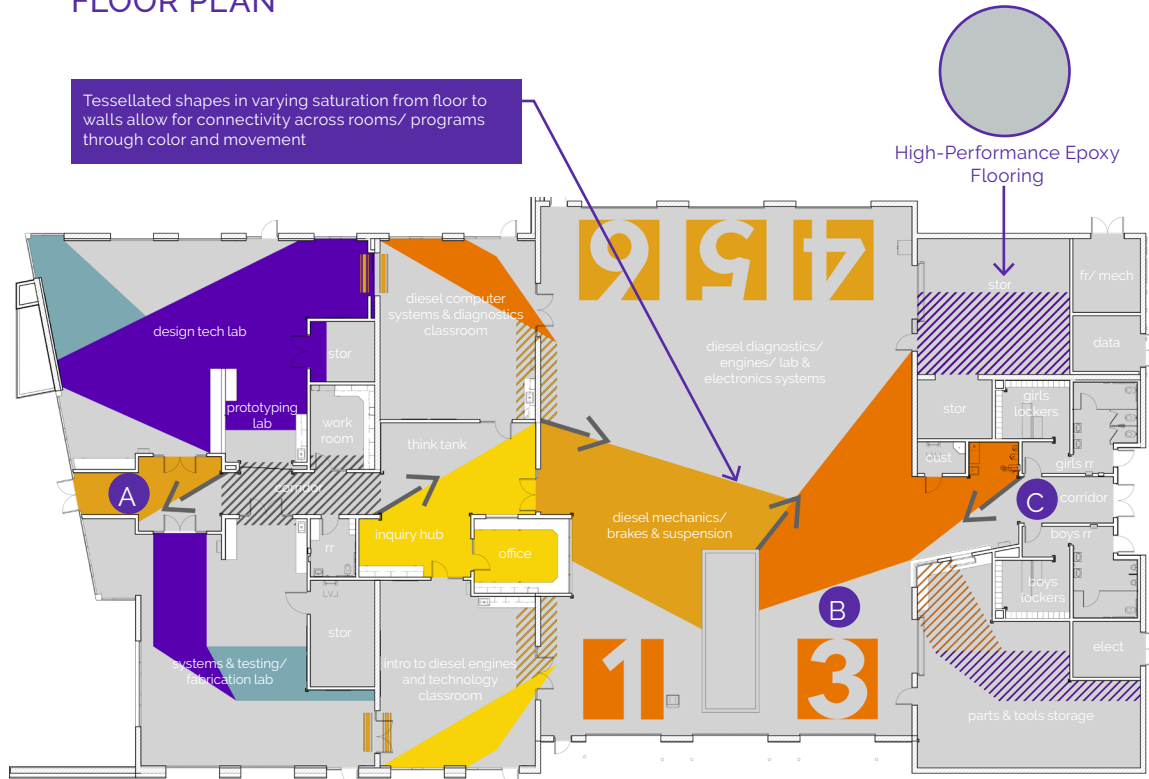 FLOOR PLAN
Tessellated shapes in varying saturation from floor to
walls allow for connectivity across rooms/ programs
through color and movement
High-Performance Epoxy
Flooring
6
5
4
stor
fr/ mech
design tech lab
diesel computer
systems & diagnostics
classroom
stor
diesel diagnostics/
engines/ lab &
electronics systems
data
prototyping
lab
work
room
think tank
stor
girls
lockers
cust
girls rr
A
corridor
C
corridor
diesel mechanics/
brakes & suspension
inquiry hub
rr
office
boys rr
boys
lockers
B
stor
1
3
elect
systems & testing/
fabrication lab
intro to diesel engines
and technology
classroom
parts & tools storage